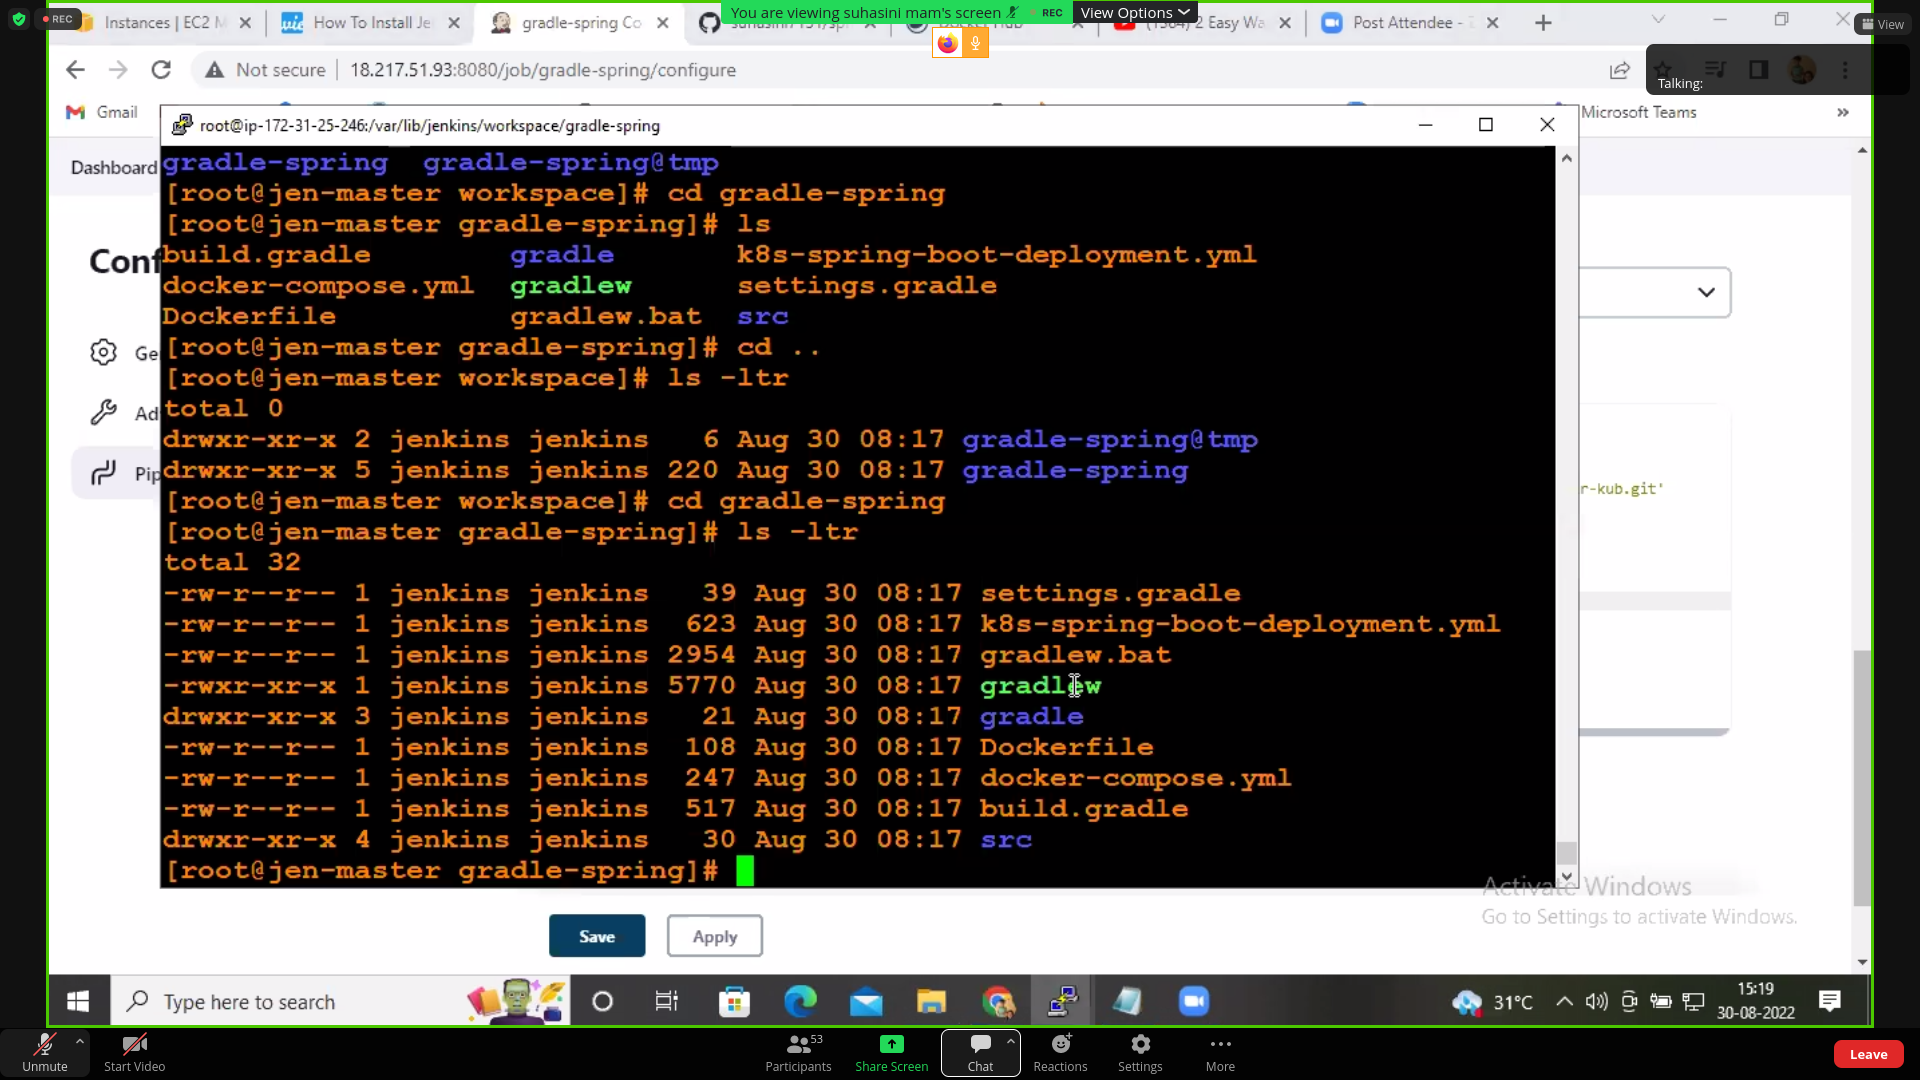 REC
Instances | EC2 M
How To Install Je
gradle-spring Co
You are viewing suhasini mam's screen
REC
View Options
(1364) 2 Easy Wa
Post Attendee -
View
Not secure
18.217.51.93:8080/job/gradle-spring/configure
Talking:
Gmail
Microsoft Teams
»
root@ip-172-31-25-246:/var/lib/jenkins/workspace/gradle-spring
Dashboard
gradle-spring  gradle-spring@tmp
[root@jen-master workspace]# cd gradle-spring
[root@jen-master gradle-spring]# ls
build.gradle gradle k8s-spring-boot-deployment.yml
Conf
docker-compose.yml gradlew settings.gradle
Dockerfile gradlew.bat src
Ge
[root@jen-master gradle-spring]# cd ..
[root@jen-master workspace]# ls -ltr
total 0
Ad
drwxr-xr-x 2 jenkins jenkins 6 Aug 30 08:17 gradle-spring@tmp
drwxr-xr-x 5 jenkins jenkins 220 Aug 30 08:17 gradle-spring
Pip
r-kub.git'
[root@jen-master workspace]# cd gradle-spring
[root@jen-master gradle-spring]# ls -ltr
total 32
-rw-r--r-- 1 jenkins jenkins 39 Aug 30 08:17 settings.gradle
-rw-r--r-- 1 jenkins jenkins 623 Aug 30 08:17 k8s-spring-boot-deployment.yml
-rw-r--r-- 1 jenkins jenkins 2954 Aug 30 08:17 gradlew.bat
-rwxr-xr-x 1 jenkins jenkins 5770 Aug 30 08:17 gradlew
drwxr-xr-x 3 jenkins jenkins 21 Aug 30 08:17 gradle
-rw-r--r-- 1 jenkins jenkins 108 Aug 30 08:17 Dockerfile
-rw-r--r-- 1 jenkins jenkins 247 Aug 30 08:17 docker-compose.yml
-rw-r--r-- 1 jenkins jenkins 517 Aug 30 08:17 build.gradle
drwxr-xr-x 4 jenkins jenkins 30 Aug 30 08:17 src
[root@jen-master gradle-spring]#
Activate Windows
Go to Settings to activate Windows.
Save
Apply
Type here to search
31°C
15:19
30-08-2022
53
Unmute
Start Video
Participants
Share Screen
Chat
Reactions
Settings
More
Leave